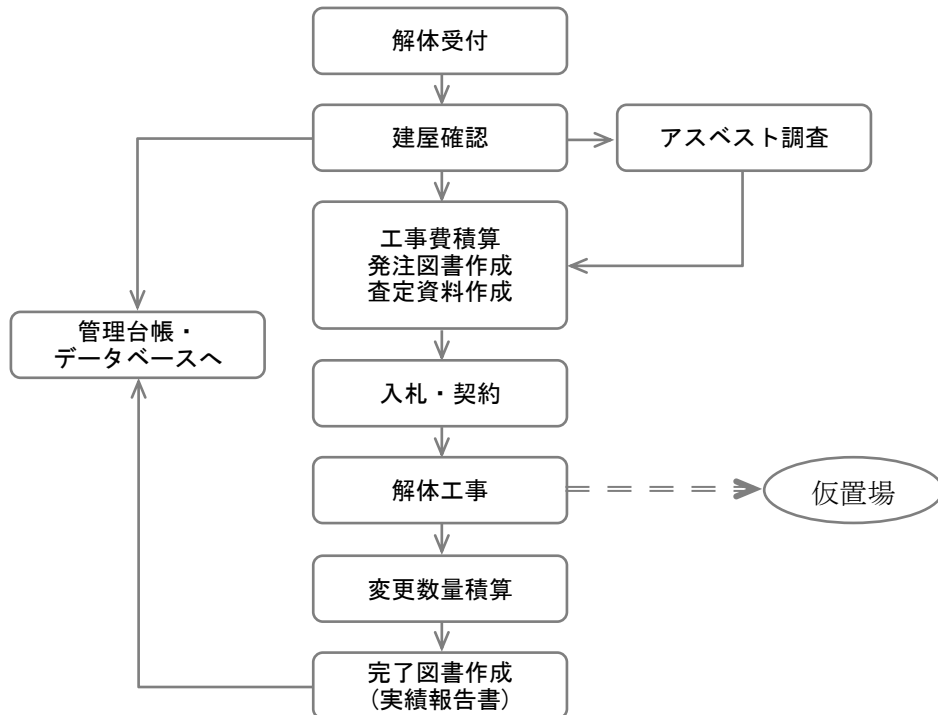 解体受付
建屋確認
アスベスト調査
工事費積算
発注図書作成
査定資料作成
管理台帳・
データベースへ
入札・契約
解体工事
仮置場
変更数量積算
完了図書作成
(実績報告書)